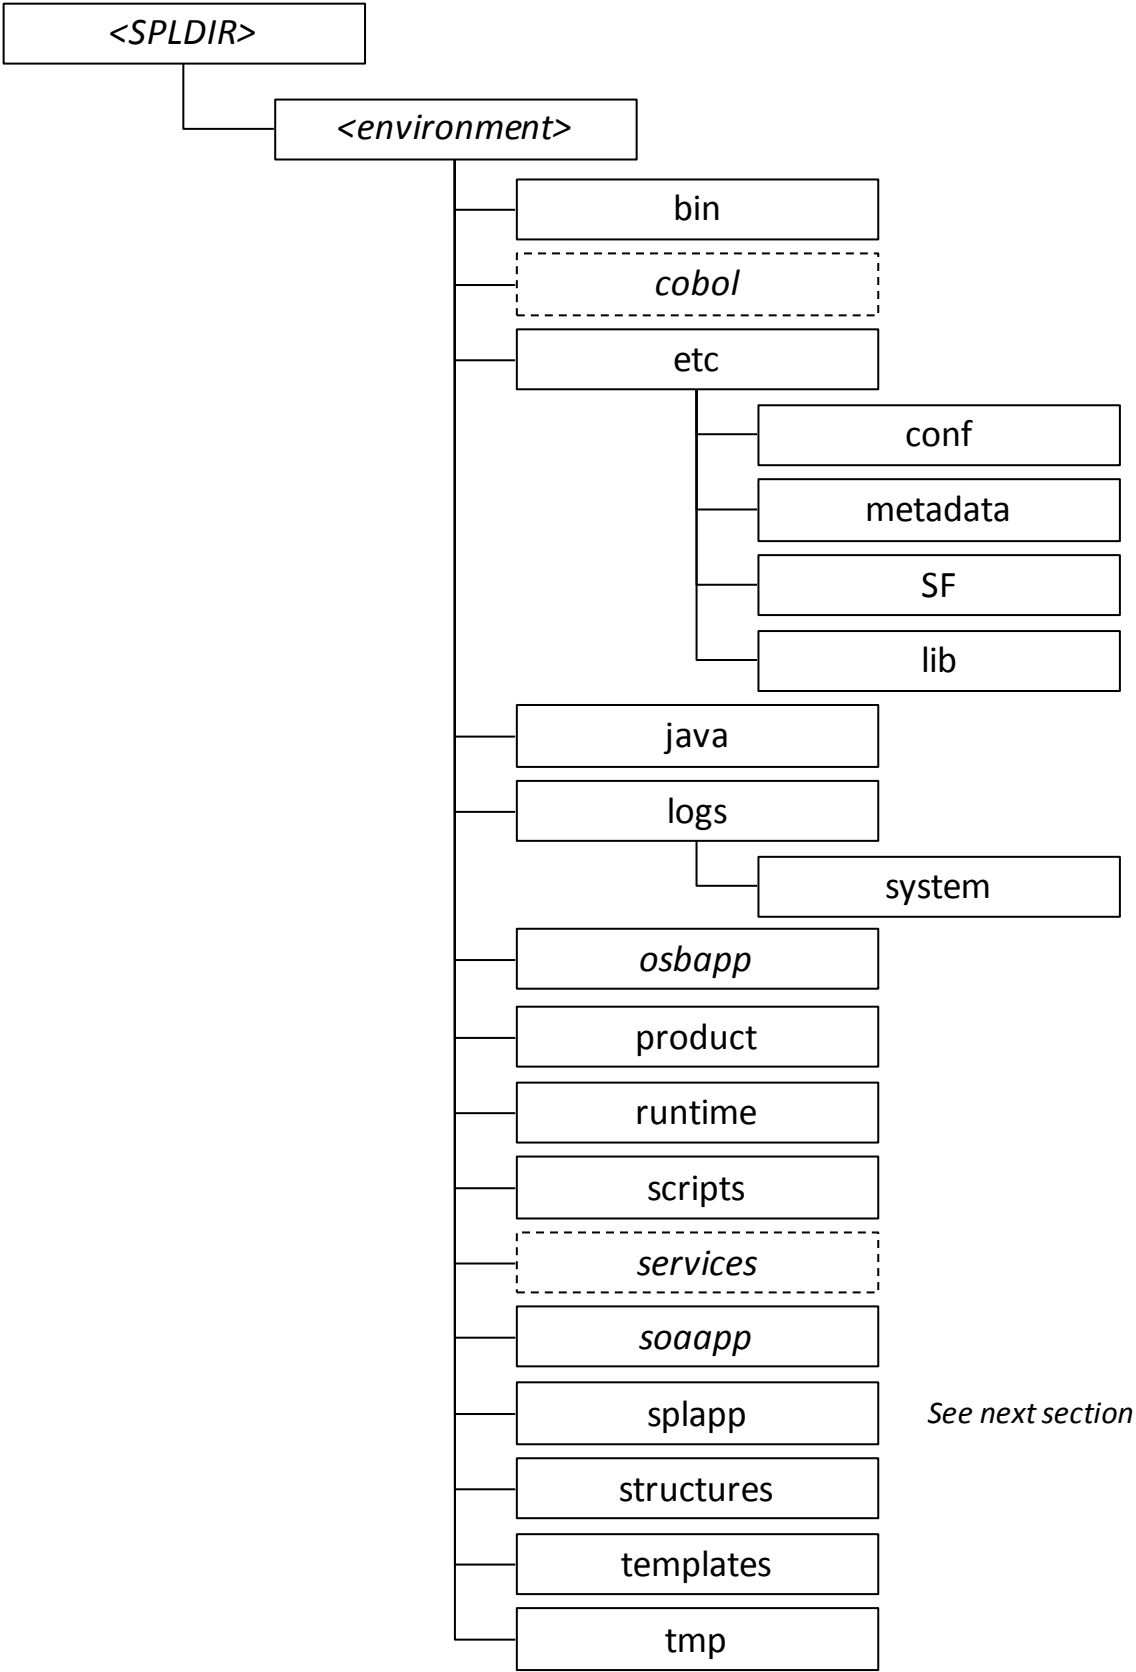 <SPLDIR>
<environment>
bin
cobol
etc
conf
metadata
SF
lib
java
logs
system
osbapp
product
runtime
scripts
services
soaapp
splapp
See next section
structures
templates
tmp